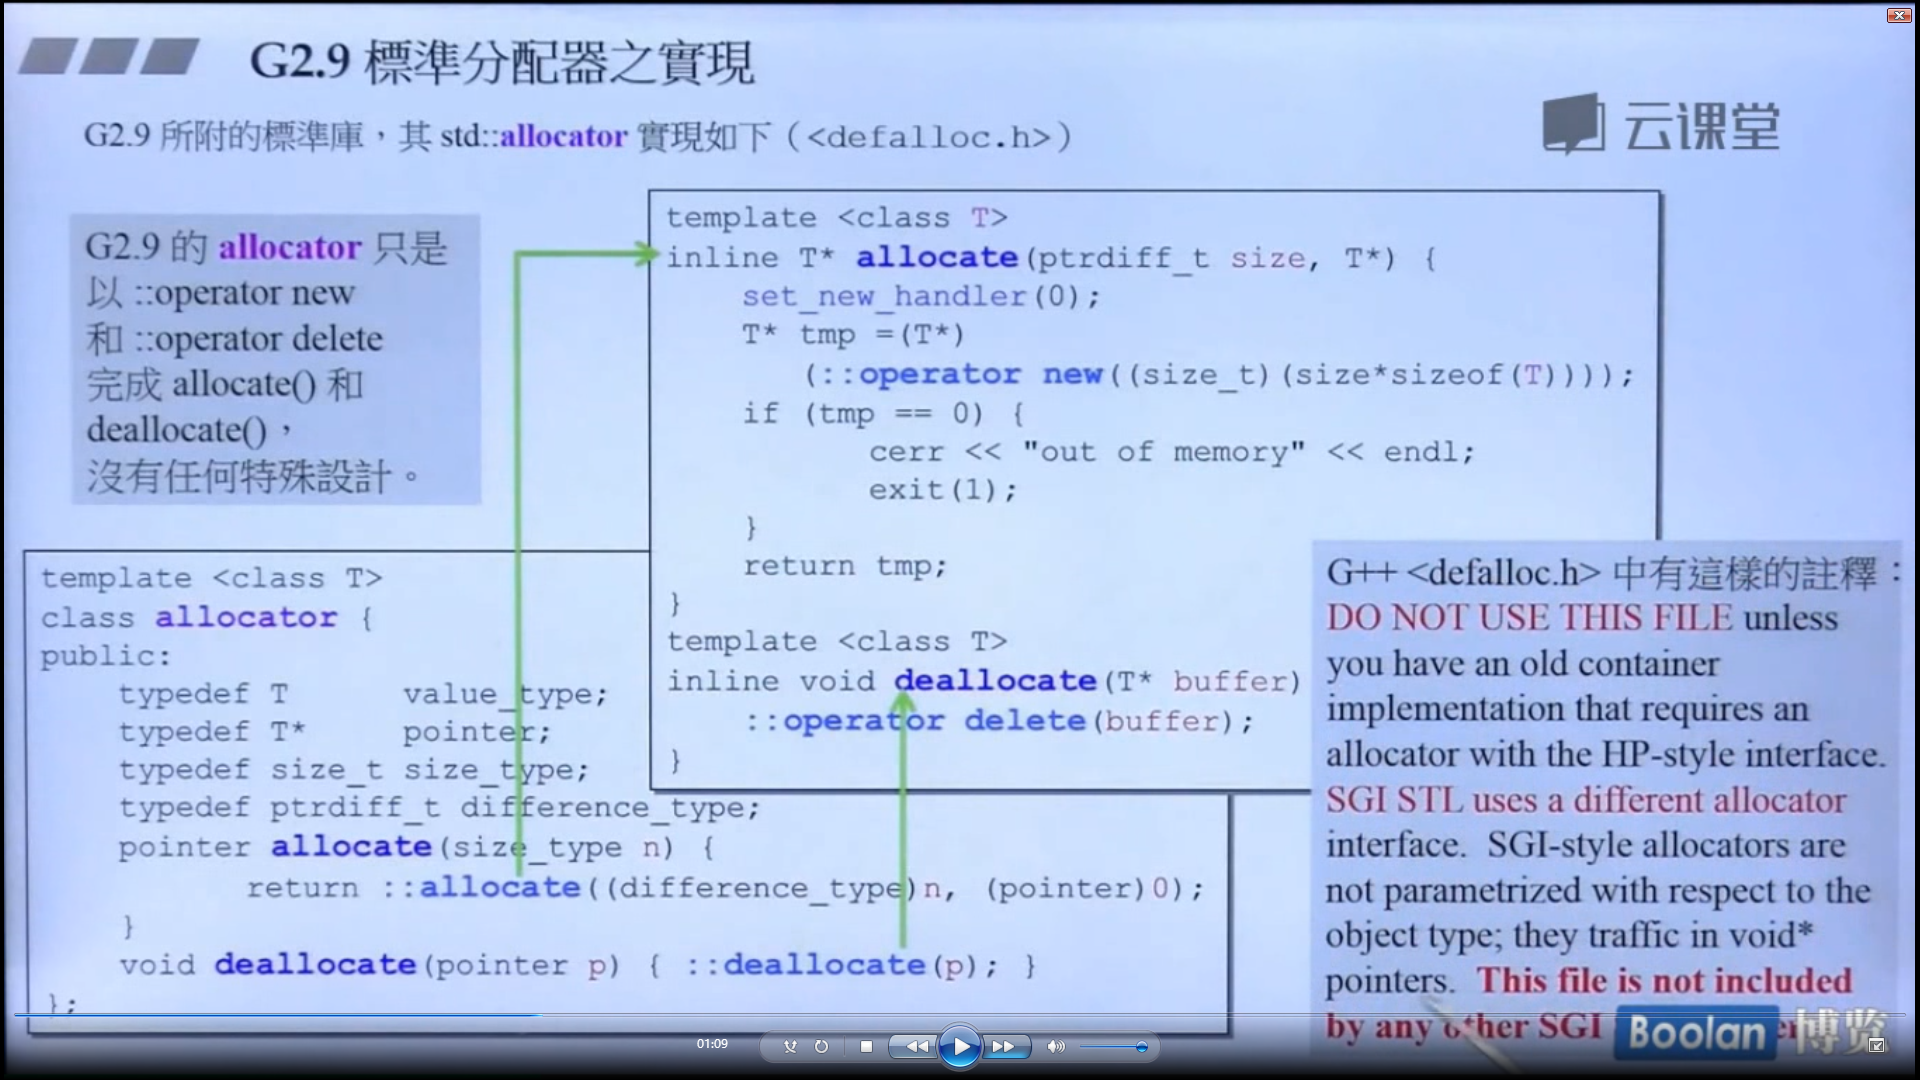 G2.9 標準分配器之實現
G2.9 所附的標準庫，其 std::allocator 實現如下（<defalloc.h>）
云课堂
G2.9 的 allocator 只是
以 ::operator new
和 ::operator delete
完成 allocate() 和
deallocate()，
沒有任何特殊設計。
template <class T>
inline T* allocate(ptrdiff_t size, T*) {
set_new_handler(0);
T* tmp =(T*)
(::operator new((size_t)(size*sizeof(T))));
if (tmp == 0) {
cerr << "out of memory" << endl;
exit(1);
}
return tmp;
}
template <class T>
inline void deallocate(T* buffer)
::operator delete(buffer);
}
template <class T>
class allocator {
public:
typedef T value_type;
typedef T* pointer;
typedef size_t size_type;
typedef ptrdiff_t difference_type;
pointer allocate(size_type n) {
return ::allocate((difference_type)n, (pointer)0);
}
void deallocate(pointer p) { ::deallocate(p); }
};
G++ <defalloc.h> 中有這樣的註釋：
DO NOT USE THIS FILE unless
you have an old container
implementation that requires an
allocator with the HP-style interface.
SGI STL uses a different allocator
interface. SGI-style allocators are
not parametrized with respect to the
object type; they traffic in void*
pointers. This file is not included
by any other SGI
Boolan 博览
01:09